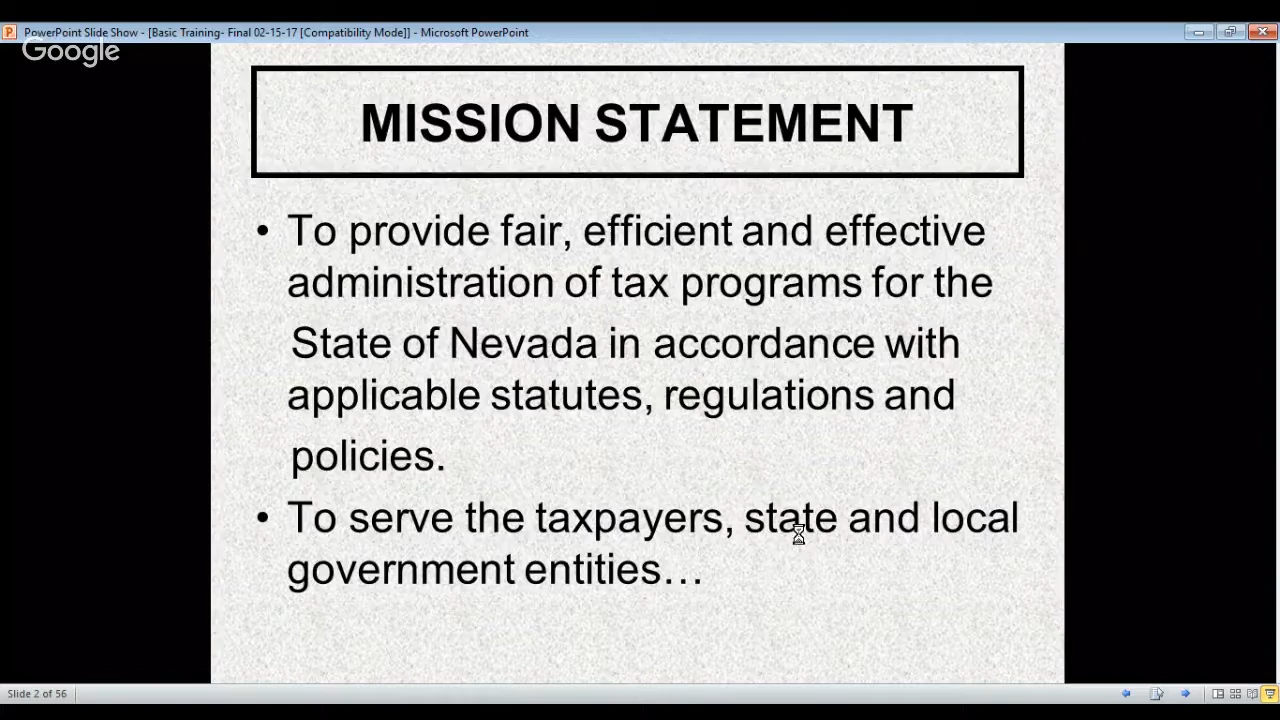 PowerPoint Slide Show - [Basic Training- Final 02-15-17 [Compatibility Mode]] - Microsoft PowerPoint
Google
MISSION STATEMENT
• To provide fair, efficient and effective
administration of tax programs for the
State of Nevada in accordance with
applicable statutes, regulations and
policies.
• To serve the taxpayers, state and local
government entities…
Slide 2 of 56